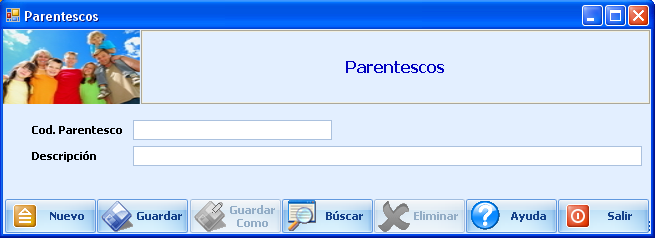 Parentescos
Parentescos
Cod. Parentesco
Descripción
Nuevo
Guardar
Guardar
Como
Búscar
Eliminar
Ayuda
Salir